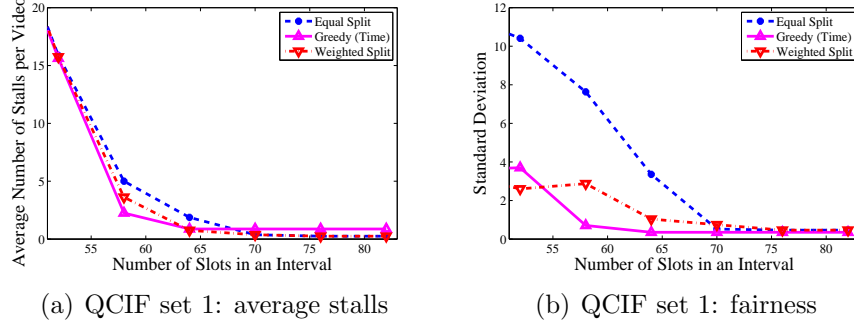 20
15
10
5
0
55 60 65 70 75 80
Average Number of Stalls per Video
Number of Slots in an Interval
Equal Split
Greedy (Time)
Weighted Split
(a) QCIF set 1: average stalls
12
10
8
6
4
2
0
55 60 65 70 75 80
Standard Deviation
Number of Slots in an Interval
Equal Split
Greedy (Time)
Weighted Split
(b) QCIF set 1: fairness